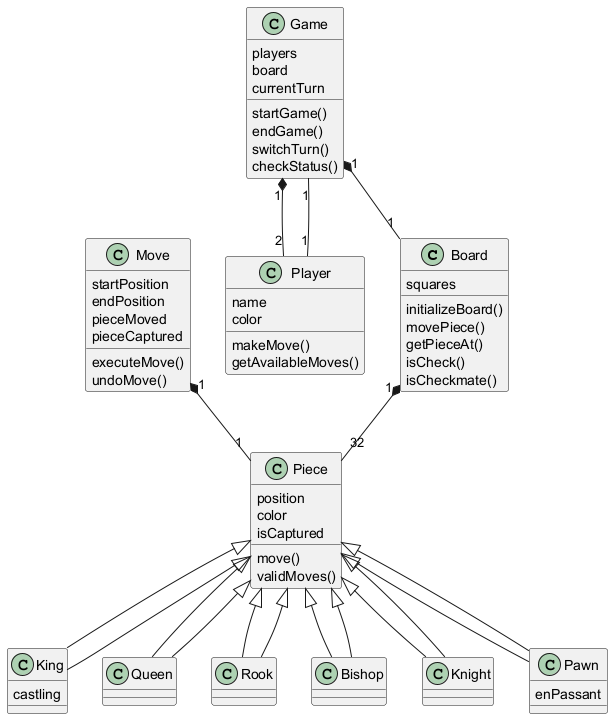 C Game
players
board
currentTurn
startGame()
endGame()
switchTurn()
checkStatus()
1
1
1
2
1
1
C Move
startPosition
endPosition
pieceMoved
pieceCaptured
executeMove()
undoMove()
C Player
name
color
makeMove()
getAvailableMoves()
C Board
squares
initializeBoard()
movePiece()
getPieceAt()
isCheck()
isCheckmate()
1
1
1
32
C Piece
position
color
isCaptured
move()
validMoves()
C King
castling
C Queen
C Rook
C Bishop
C Knight
C Pawn
enPassant